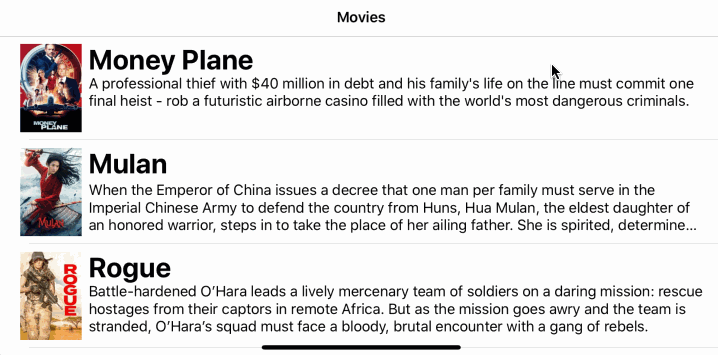 Movies
Money Plane
A professional thief with $40 million in debt and his family's life on the line must commit one
final heist - rob a futuristic airborne casino filled with the world's most dangerous criminals.
MONEY
PLANE
Mulan
When the Emperor of China issues a decree that one man per family must serve in the
Imperial Chinese Army to defend the country from Huns, Hua Mulan, the eldest daughter of
an honored warrior, steps in to take the place of her ailing father. She is spirited, determine...
MULAN
Rogue
Battle-hardened O’Hara leads a lively mercenary team of soldiers on a daring mission: rescue
hostages from their captors in remote Africa. But as the mission goes awry and the team is
stranded, O’Hara’s squad must face a bloody, brutal encounter with a gang of rebels.
ROGUE